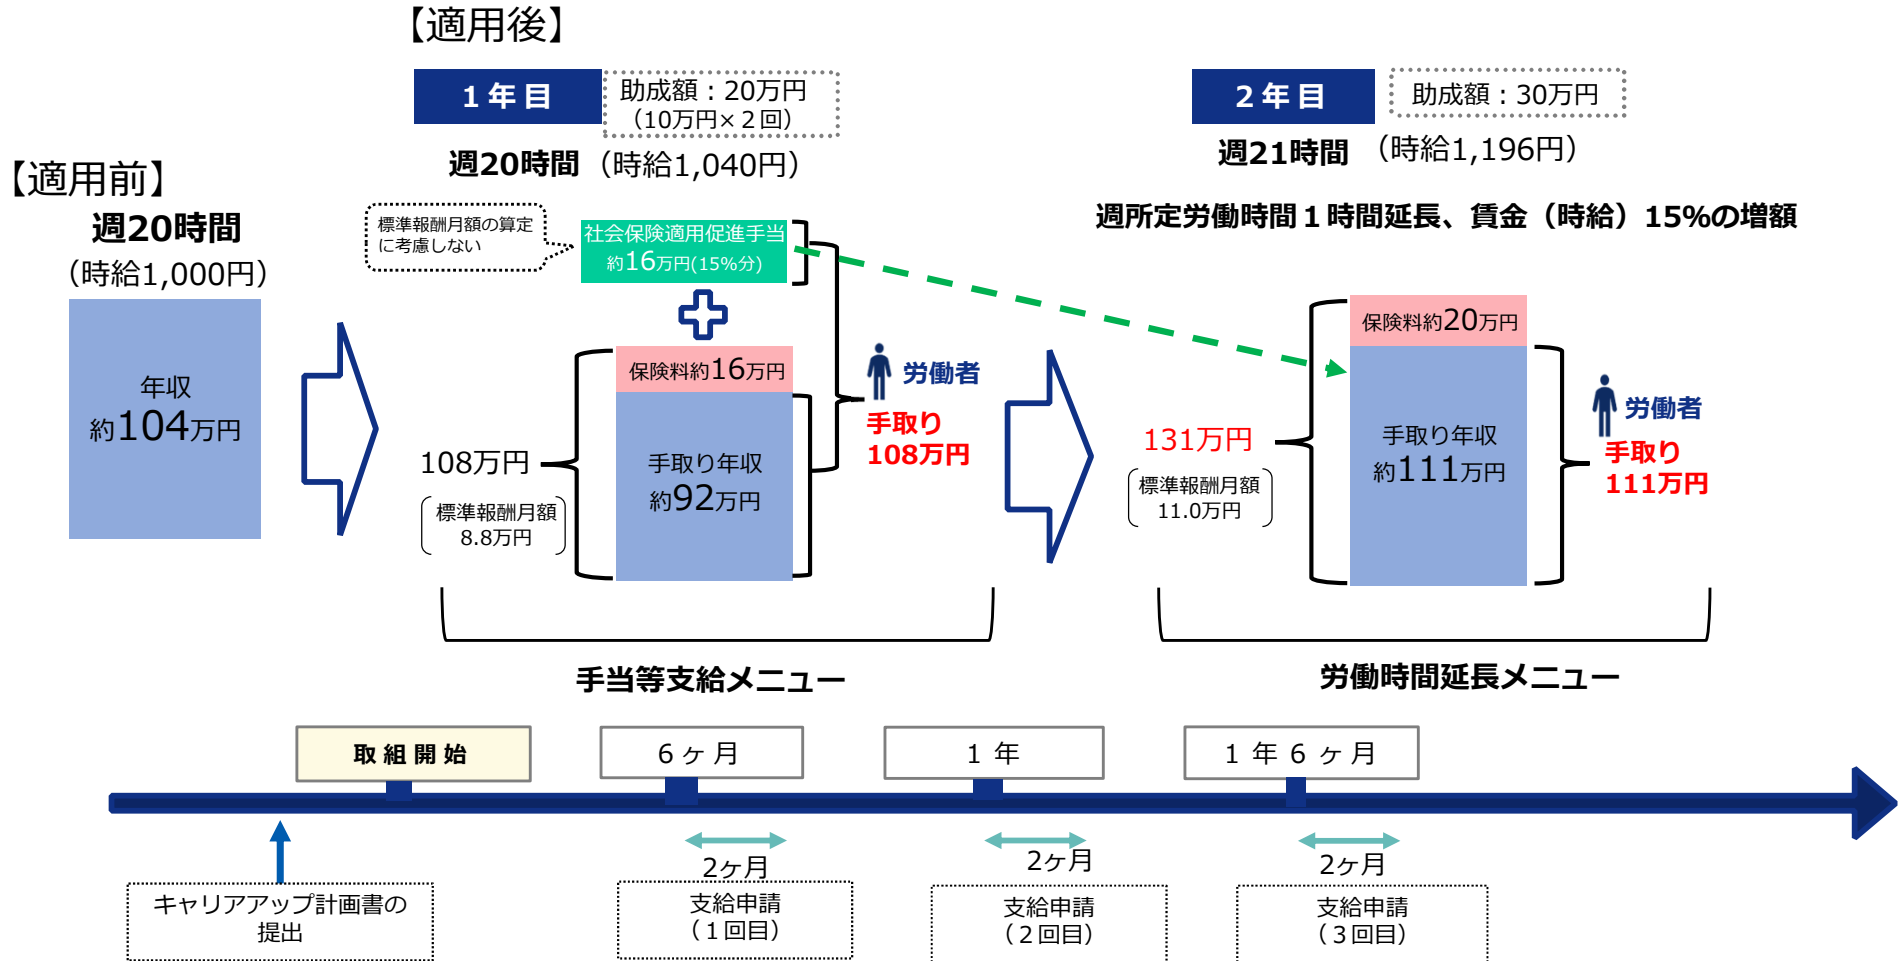 【適用後】
1年目
助成額：20万円
（10万円×２回）
週20時間（時給1,040円）
2年目
助成額：30万円
週21時間（時給1,196円）
週所定労働時間１時間延長、賃金（時給）15%の増額
【適用前】
週20時間
（時給1,000円）
年収
約104万円
標準報酬月額の算定
に考慮しない
社会保険適用促進手当
約16万円(15%分)
保険料約16万円
手取り年収
約92万円
108万円
標準報酬月額
8.8万円
労働者
手取り
108万円
保険料約20万円
手取り年収
約111万円
131万円
標準報酬月額
11.0万円
労働者
手取り
111万円
手当等支給メニュー
労働時間延長メニュー
取組開始
６ヶ月
１年
１年６ヶ月
2ヶ月
2ヶ月
2ヶ月
キャリアアップ計画書の
提出
支給申請
（１回目）
支給申請
（２回目）
支給申請
（３回目）